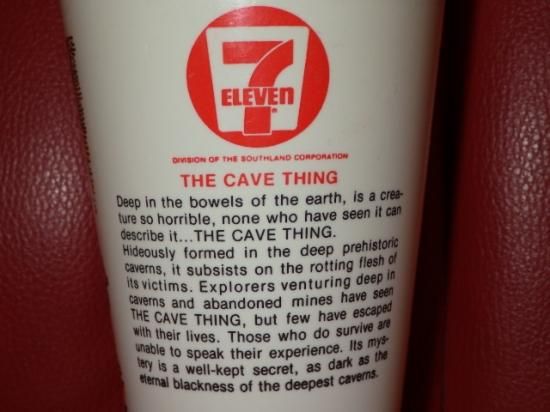 7
ELEVEn
DIVISION OF THE SOUTHLAND CORPORATION
THE CAVE THING
Deep in the bowels of the earth, is a crea-
ture so horrible, none who have seen it can
describe it...THE CAVE THING.
Hideously formed in the deep prehistoric
caverns, it subsists on the rotting flesh of
its victims. Explorers venturing deep in
caverns and abandoned mines have seen
THE CAVE THING, but few have escaped
with their lives. Those who do survive are
unable to speak their experience. Its mys-
tery is a well-kept secret, as dark as the
eternal blackness of the deepest caverns.